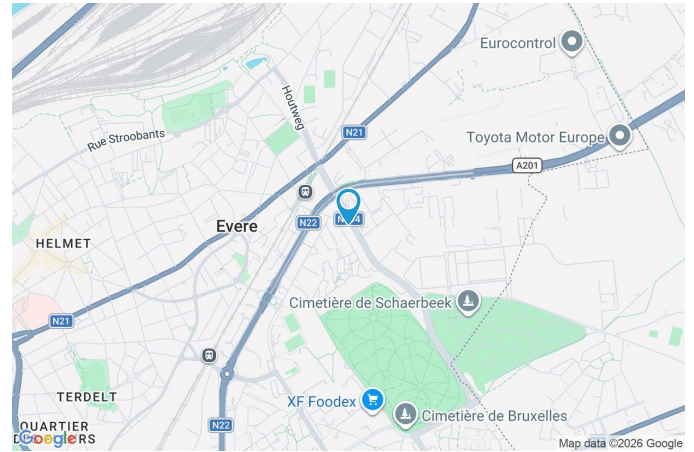 Eurocontrol
Houtweg
N21
Toyota Motor Europe
Rue Stroobants
A201
Evere
N22
HELMET
Cimetière de Schaerbeek
N21
TERDELT
XF Foodex
Cimetière de Bruxelles
N22
QUARTIER
Google
Map data ©2026 Google